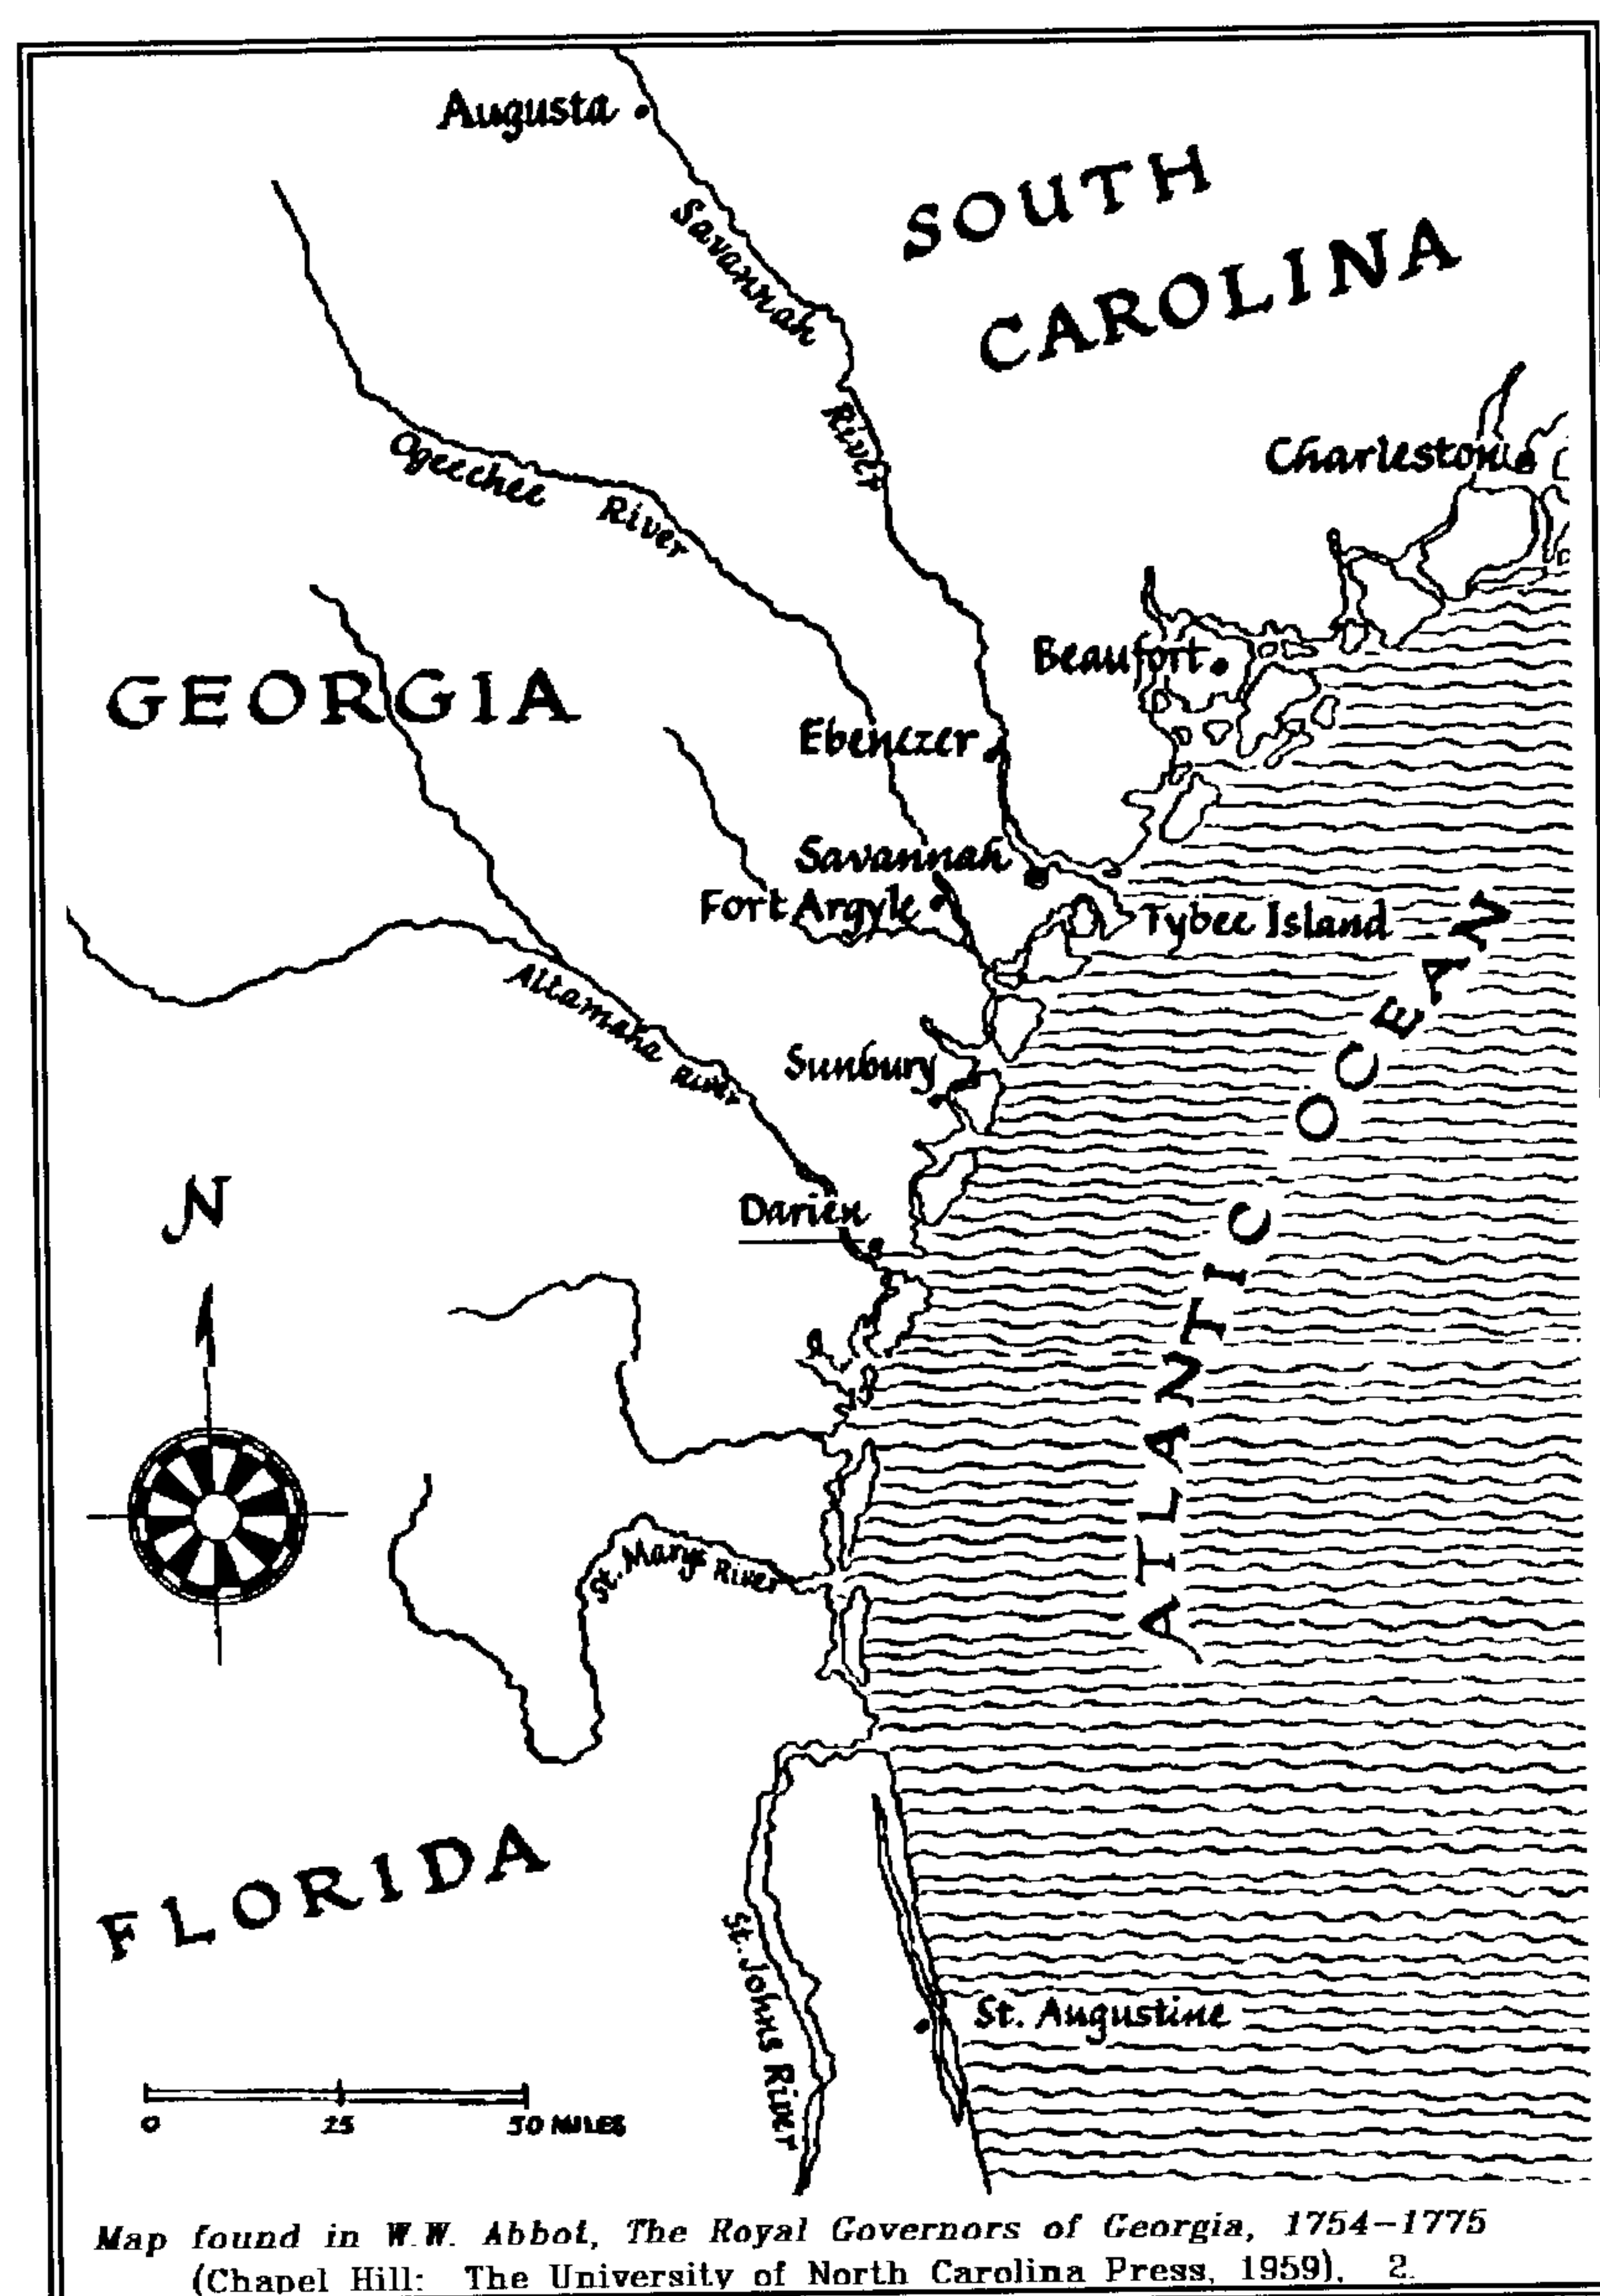 Augusta
SOUTH
CAROLINA
Savannah River
Charleston
Ogeechee River
Beaufort
GEORGIA
Ebenezer
Savannah
Fort Argyle
Tybee Island
ATLANTIC OCEAN
Altamaha River
Sunbury
N
Darien
St. Marys River
FLORIDA
St. Johns River
St. Augustine
0 25 50 MILES
Map found in W.W. Abbot, The Royal Governors of Georgia, 1754-1775
(Chapel Hill: The University of North Carolina Press, 1959), 2.